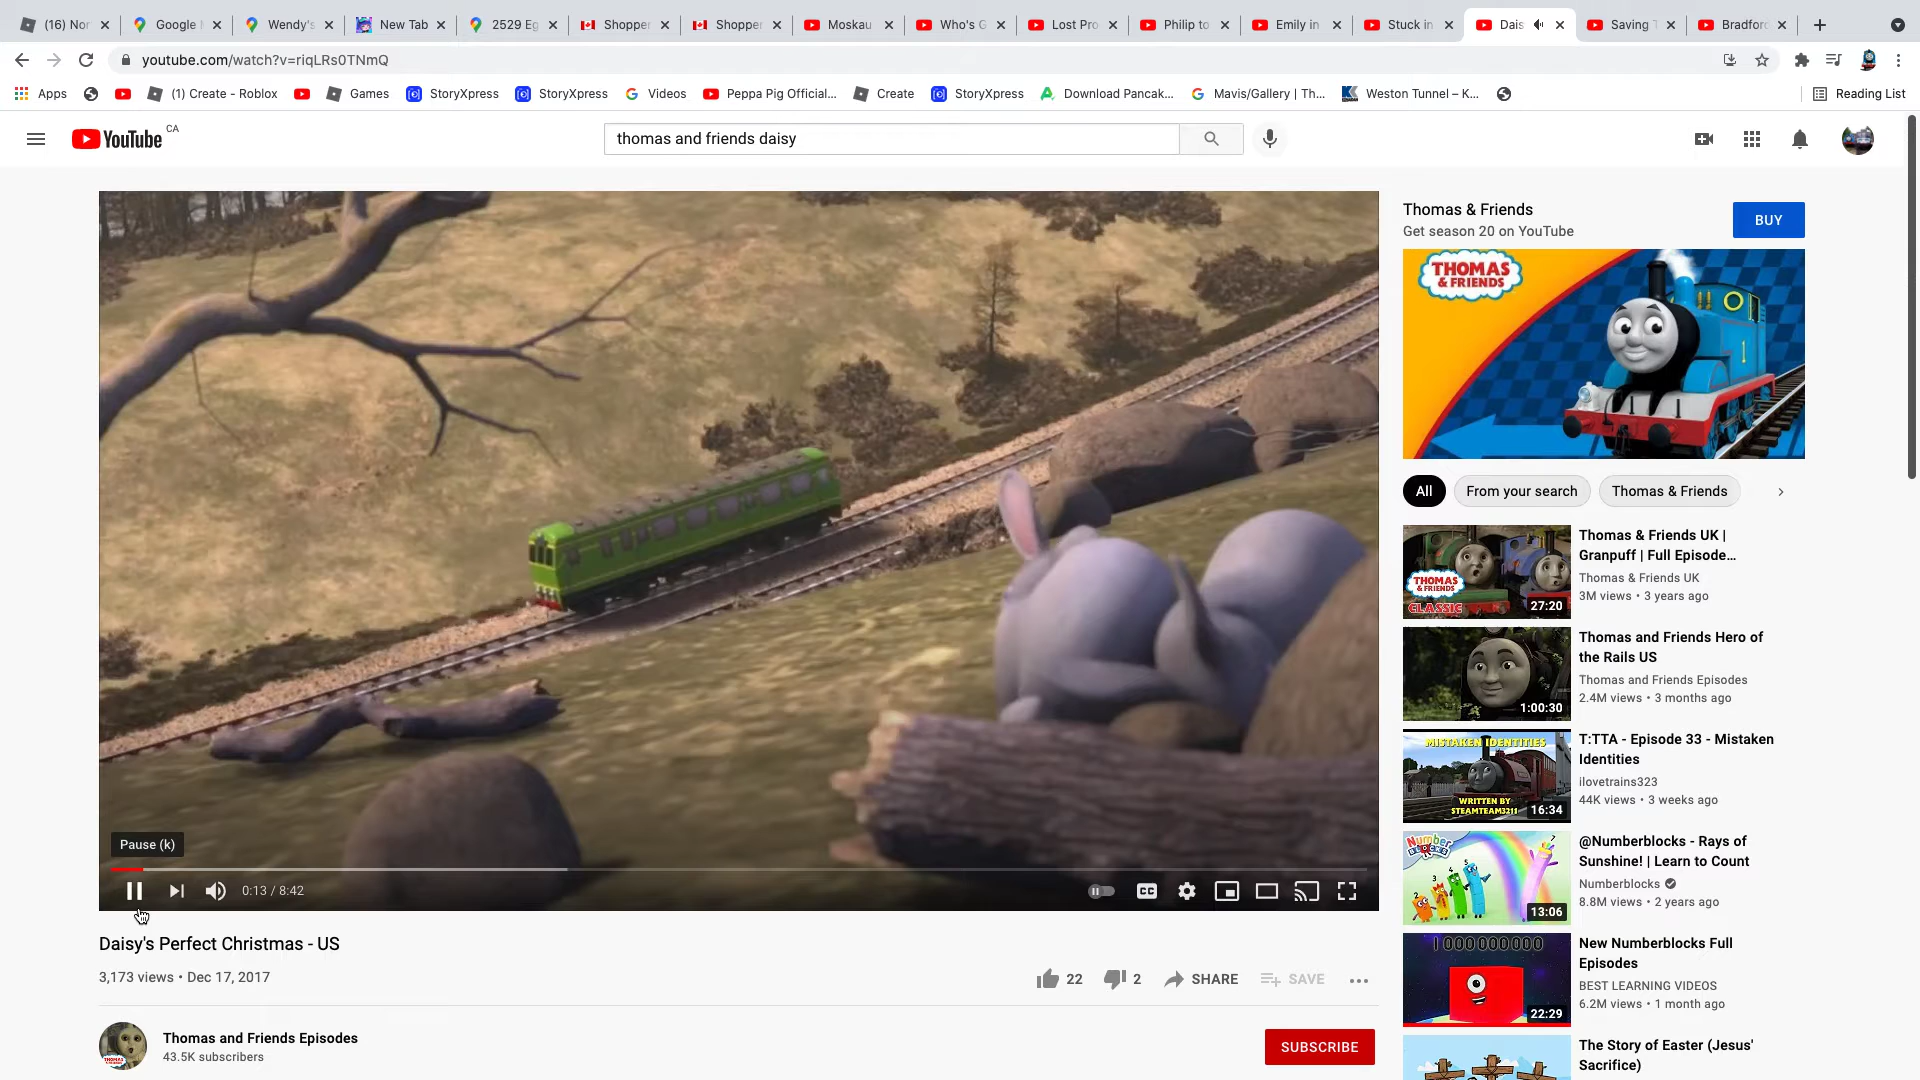 (16) Nor
Google
Wendy's
New Tab
2529 Eg
Shopper
Shopper
Moskau
Who's G
Lost Pro
Philip to
Emily in
Stuck in
Dais
Saving
Bradford
youtube.com/watch?v=riqLRs0TNmQ
Apps
(1) Create - Roblox
Games
StoryXpress
StoryXpress
Videos
Peppa Pig Official...
Create
StoryXpress
Download Pancak...
Mavis/Gallery | Th...
Weston Tunnel – K...
Reading List
YouTube CA
thomas and friends daisy
Pause (k)
0:13 / 8:42
CC
Daisy's Perfect Christmas - US
3,173 views • Dec 17, 2017
22
2
SHARE
SAVE
Thomas and Friends Episodes
43.5K subscribers
SUBSCRIBE
Thomas & Friends
Get season 20 on YouTube
BUY
THOMAS
& FRIENDS
1
All
From your search
Thomas & Friends
THOMAS
& FRIENDS
CLASSIC
27:20
Thomas & Friends UK |
Granpuff | Full Episode...
Thomas & Friends UK
3M views • 3 years ago
1:00:30
Thomas and Friends Hero of
the Rails US
Thomas and Friends Episodes
2.4M views • 3 months ago
MISTAKEN IDENTITIES
WRITTEN BY
STEAMTEAM3211
16:34
T:TTA - Episode 33 - Mistaken
Identities
ilovetrains323
44K views • 3 weeks ago
Number
BLOCKS
13:06
@Numberblocks - Rays of
Sunshine! | Learn to Count
Numberblocks
8.8M views • 2 years ago
1000000000
22:29
New Numberblocks Full
Episodes
BEST LEARNING VIDEOS
6.2M views • 1 month ago
The Story of Easter (Jesus'
Sacrifice)